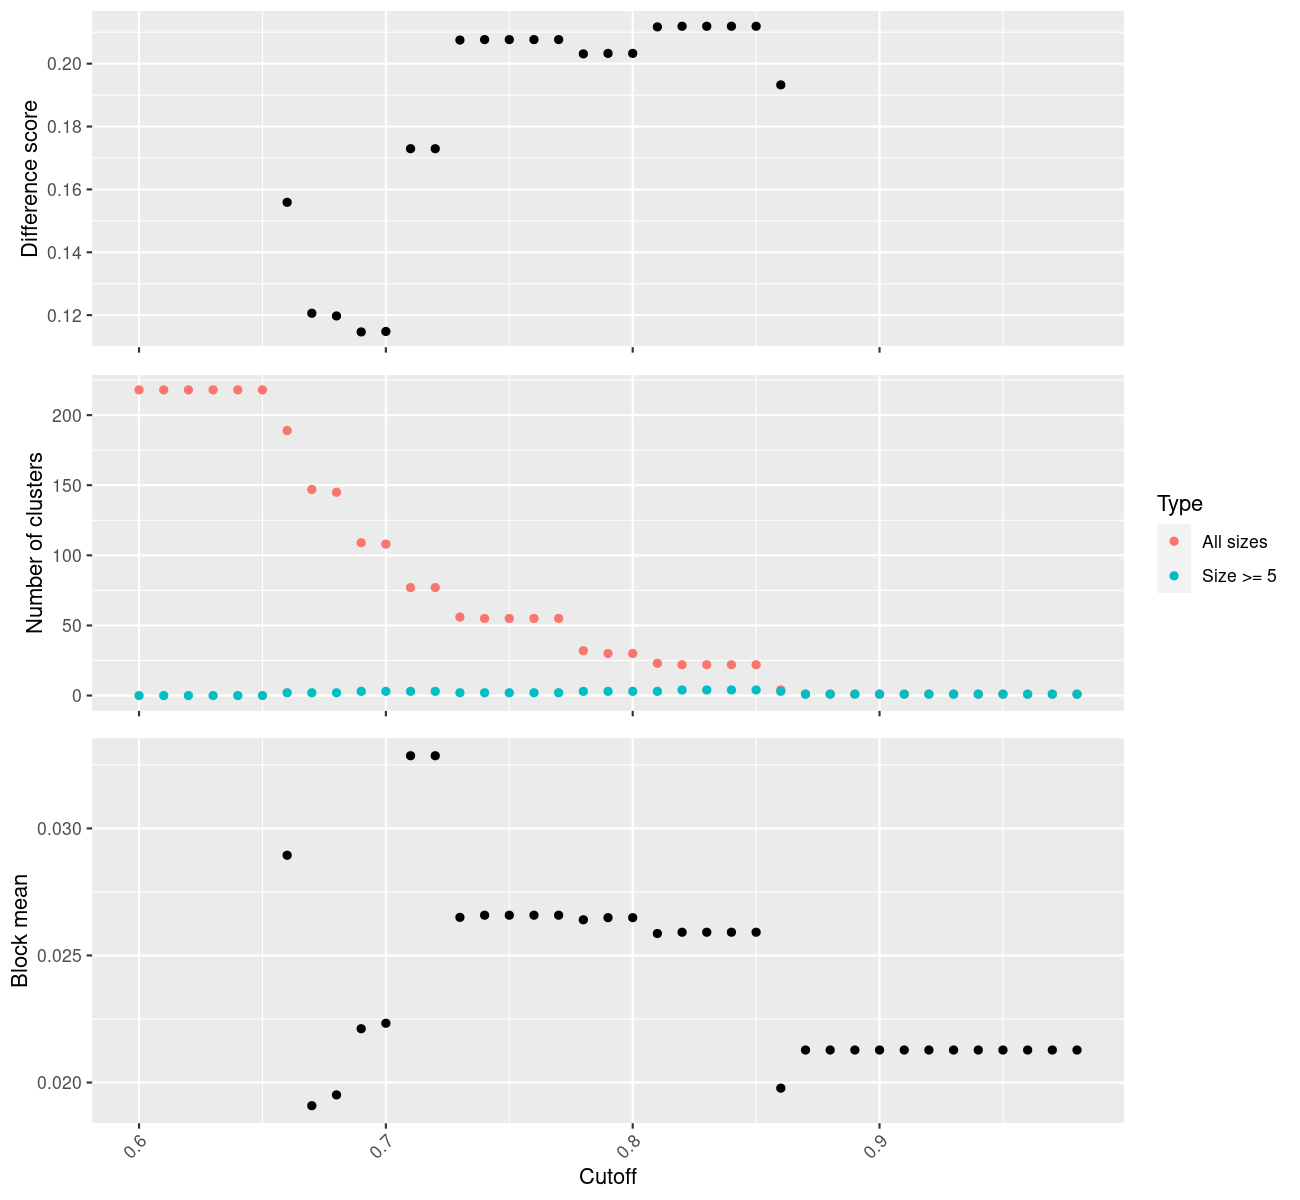 Difference score
0.20
0.18
0.16
0.14
0.12
Number of clusters
200
150
100
50
0
Type
All sizes
Size >= 5
Block mean
0.030
0.025
0.020
0.6
0.7
0.8
0.9
Cutoff